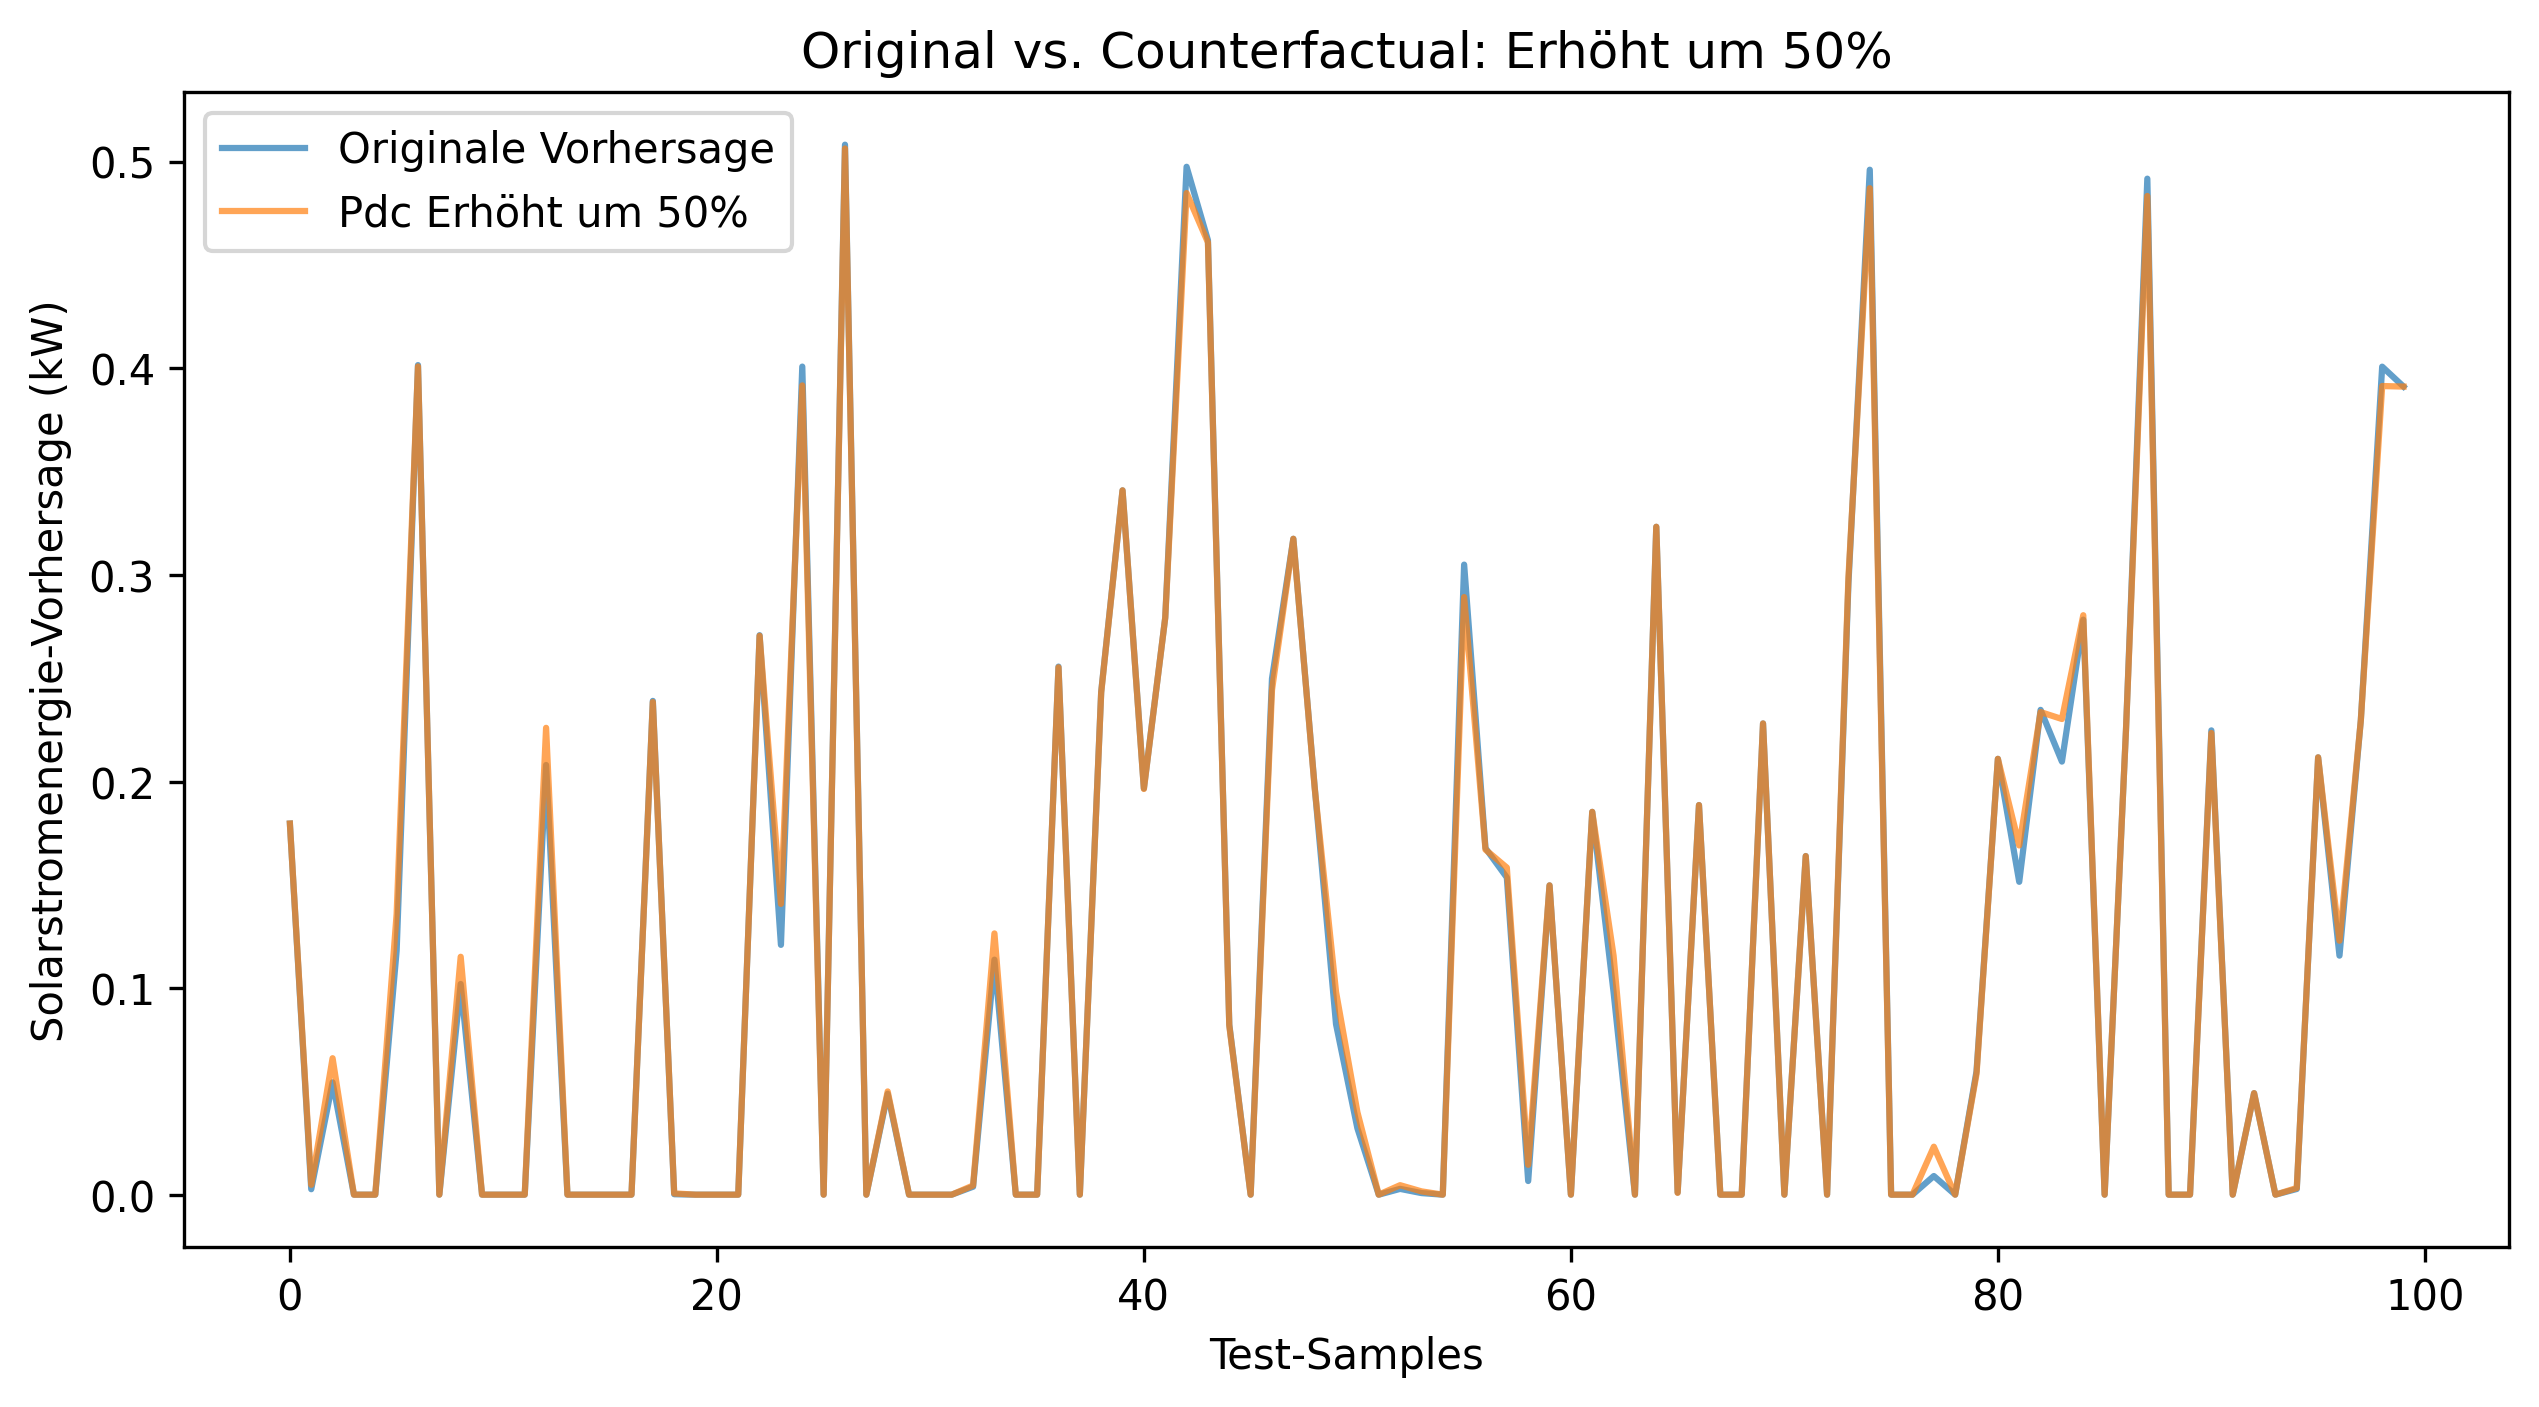 Original vs. Counterfactual: Erhöht um 50%
Originale Vorhersage
Pdc Erhöht um 50%
Solarstromenergie-Vorhersage (kW)
0.5
0.4
0.3
0.2
0.1
0.0
0 20 40 60 80 100
Test-Samples